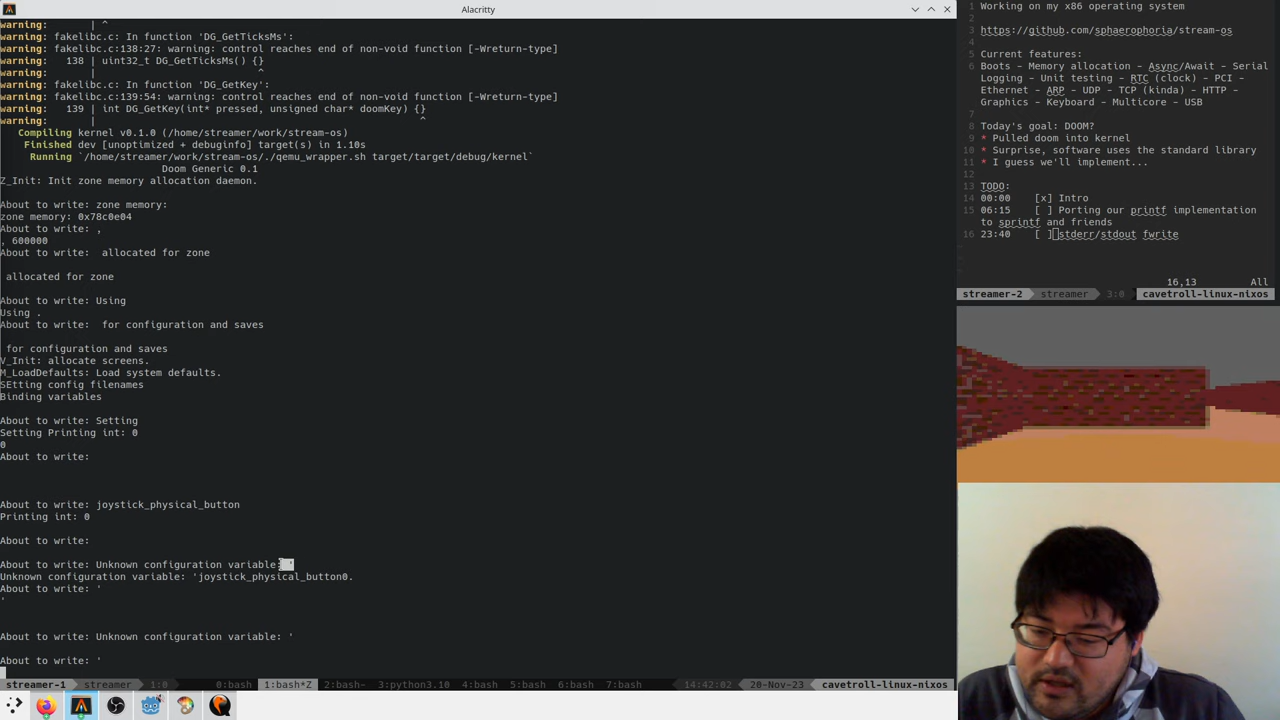 Alacritty
warning:       | ^
warning: fakelibc.c: In function 'DG_GetTicksMs':
warning: fakelibc.c:138:27: warning: control reaches end of non-void function [-Wreturn-type]
warning:   138 | uint32_t DG_GetTicksMs() {}
warning:       |                           ^
warning: fakelibc.c: In function 'DG_GetKey':
warning: fakelibc.c:139:54: warning: control reaches end of non-void function [-Wreturn-type]
warning:   139 | int DG_GetKey(int* pressed, unsigned char* doomKey) {}
warning:       |                                                      ^
Compiling kernel v0.1.0 (/home/streamer/work/stream-os)
Finished dev [unoptimized + debuginfo] target(s) in 1.10s
Running `/home/streamer/work/stream-os/./qemu_wrapper.sh target/target/debug/kernel`
Doom Generic 0.1
Z_Init: Init zone memory allocation daemon.
About to write: zone memory:
zone memory: 0x78c0e04
About to write: ,
, 600000
About to write:  allocated for zone
allocated for zone
About to write: Using
Using .
About to write:  for configuration and saves
for configuration and saves
V_Init: allocate screens.
M_LoadDefaults: Load system defaults.
SEtting config filenames
Binding variables
About to write: Setting
Setting Printing int: 0
0
About to write:
About to write: joystick_physical_button
Printing int: 0
About to write:
About to write: Unknown configuration variable: '
Unknown configuration variable: 'joystick_physical_button0.
About to write: '
'
About to write: Unknown configuration variable: '
About to write: '
streamer-1 streamer 1:0 0:bash 1:bash*Z 2:bash- 3:python3.10 4:bash 5:bash 6:bash 7:bash 14:42:02 20-Nov-23 cavetroll-linux-nixos
1 Working on my x86 operating system
2
3 https://github.com/sphaerophoria/stream-os
4
5 Current features:
6 Boots - Memory allocation - Async/Await - Serial
Logging - Unit testing - RTC (clock) - PCI -
Ethernet - ARP - UDP - TCP (kinda) - HTTP -
Graphics - Keyboard - Multicore - USB
7
8 Today's goal: DOOM?
9 * Pulled doom into kernel
10 * Surprise, software uses the standard library
11 * I guess we'll implement...
12
13 TODO:
14 00:00    [x] Intro
15 06:15    [ ] Porting our printf implementation
to sprintf and friends
16 23:40    [ ] stderr/stdout fwrite
~
~
16,13 All
streamer-2 streamer 3:0 cavetroll-linux-nixos